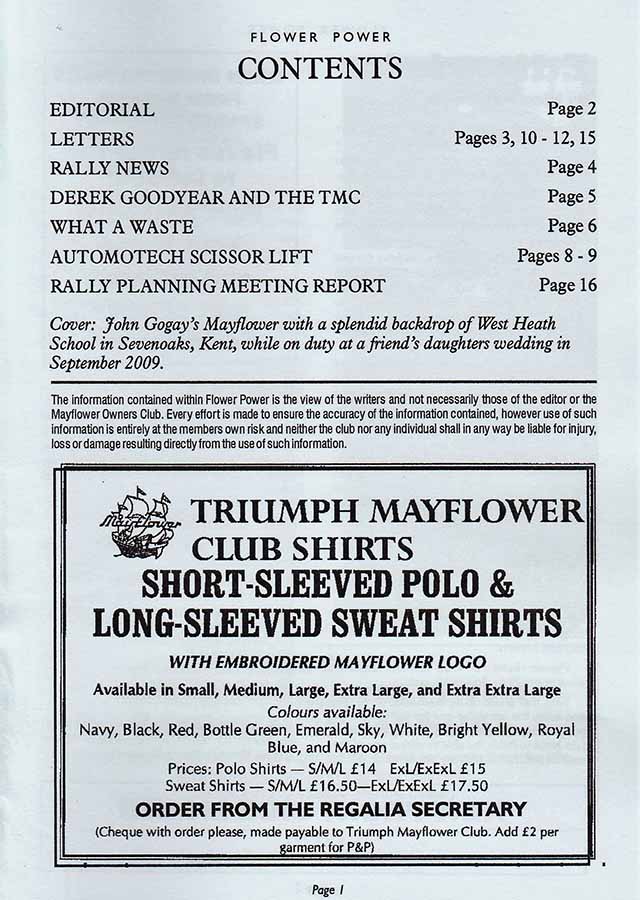 FLOWER POWER
CONTENTS
EDITORIAL Page 2
LETTERS Pages 3, 10 - 12, 15
RALLY NEWS Page 4
DEREK GOODYEAR AND THE TMC Page 5
WHAT A WASTE Page 6
AUTOMOTECH SCISSOR LIFT Pages 8 - 9
RALLY PLANNING MEETING REPORT Page 16
Cover: John Gogay's Mayflower with a splendid backdrop of West Heath
School in Sevenoaks, Kent, while on duty at a friend's daughters wedding in
September 2009.
The information contained within Flower Power is the view of the writers and not necessarily those of the editor or the
Mayflower Owners Club. Every effort is made to ensure the accuracy of the information contained, however use of such
information is entirely at the members own risk and neither the club nor any individual shall in any way be liable for injury,
loss or damage resulting directly from the use of such information.
Mayflower
TRIUMPH MAYFLOWER
CLUB SHIRTS
SHORT-SLEEVED POLO &
LONG-SLEEVED SWEAT SHIRTS
WITH EMBROIDERED MAYFLOWER LOGO
Available in Small, Medium, Large, Extra Large, and Extra Extra Large
Colours available:
Navy, Black, Red, Bottle Green, Emerald, Sky, White, Bright Yellow, Royal
Blue, and Maroon
Prices: Polo Shirts — S/M/L £14 ExL/ExExL £15
Sweat Shirts — S/M/L £16.50—ExL/ExExL £17.50
ORDER FROM THE REGALIA SECRETARY
(Cheque with order please, made payable to Triumph Mayflower Club. Add £2 per
garment for P&P)
Page 1